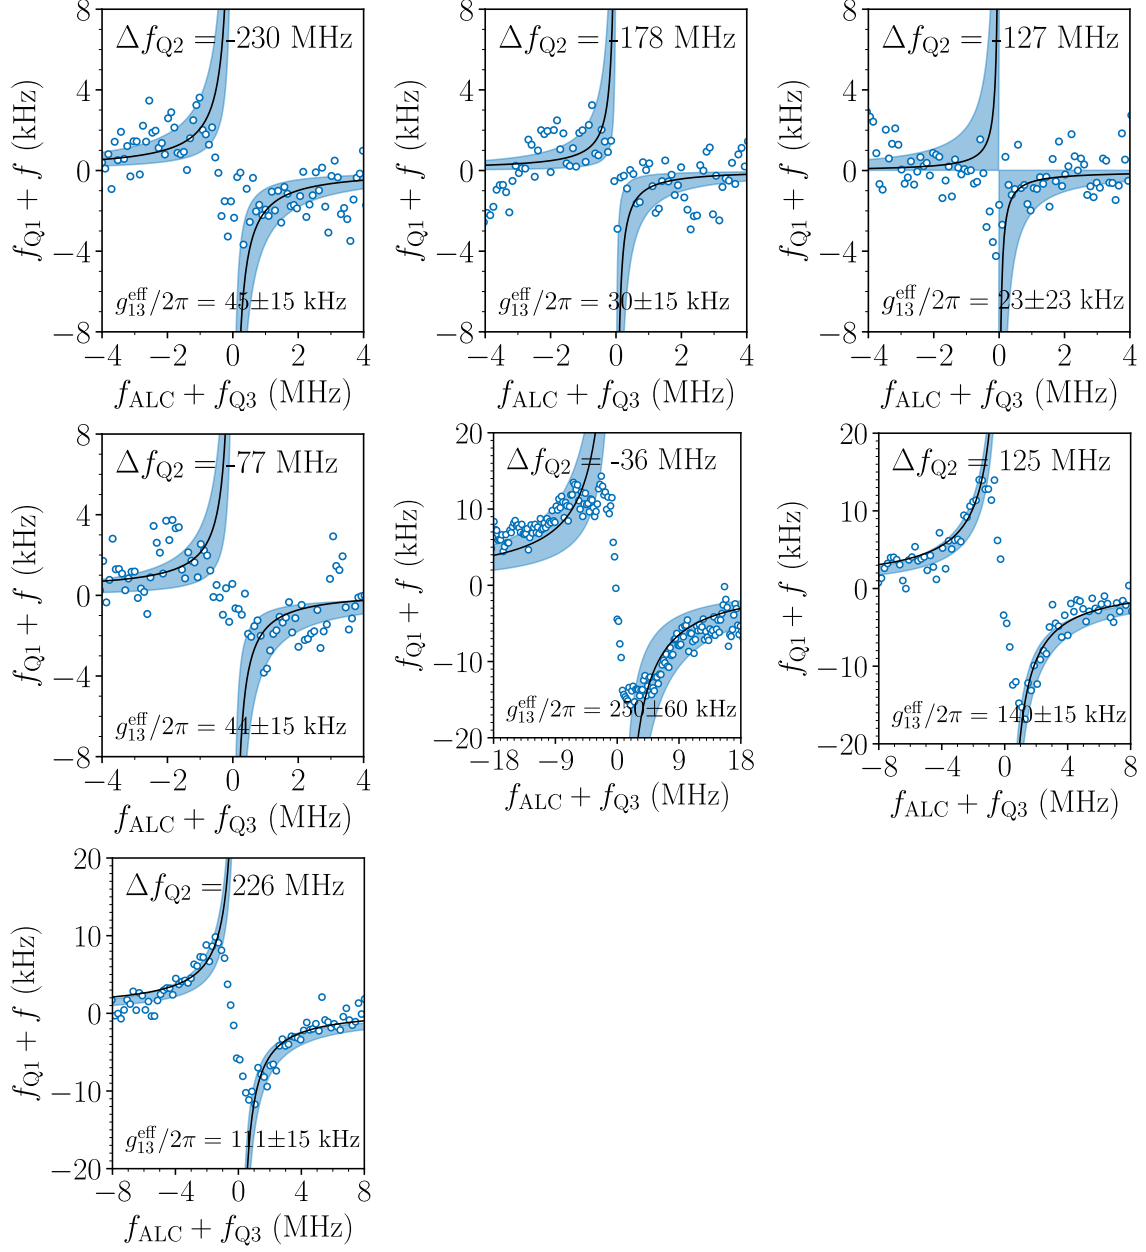 8
4
0
−4
−8
f_Q1 + f (kHz)
Δf_Q2 = -230 MHz
g_13^eff/2π = 45±15 kHz
−4 −2 0 2 4
f_ALC + f_Q3 (MHz)
8
4
0
−4
−8
f_Q1 + f (kHz)
Δf_Q2 = -178 MHz
g_13^eff/2π = 30±15 kHz
−4 −2 0 2 4
f_ALC + f_Q3 (MHz)
8
4
0
−4
−8
f_Q1 + f (kHz)
Δf_Q2 = -127 MHz
g_13^eff/2π = 23±23 kHz
−4 −2 0 2 4
f_ALC + f_Q3 (MHz)
8
4
0
−4
−8
f_Q1 + f (kHz)
Δf_Q2 = -77 MHz
g_13^eff/2π = 44±15 kHz
−4 −2 0 2 4
f_ALC + f_Q3 (MHz)
20
10
0
−10
−20
f_Q1 + f (kHz)
Δf_Q2 = -36 MHz
g_13^eff/2π = 250±60 kHz
−18 −9 0 9 18
f_ALC + f_Q3 (MHz)
20
10
0
−10
−20
f_Q1 + f (kHz)
Δf_Q2 = 125 MHz
g_13^eff/2π = 140±15 kHz
−8 −4 0 4 8
f_ALC + f_Q3 (MHz)
20
10
0
−10
−20
f_Q1 + f (kHz)
Δf_Q2 = 226 MHz
g_13^eff/2π = 111±15 kHz
−8 −4 0 4 8
f_ALC + f_Q3 (MHz)